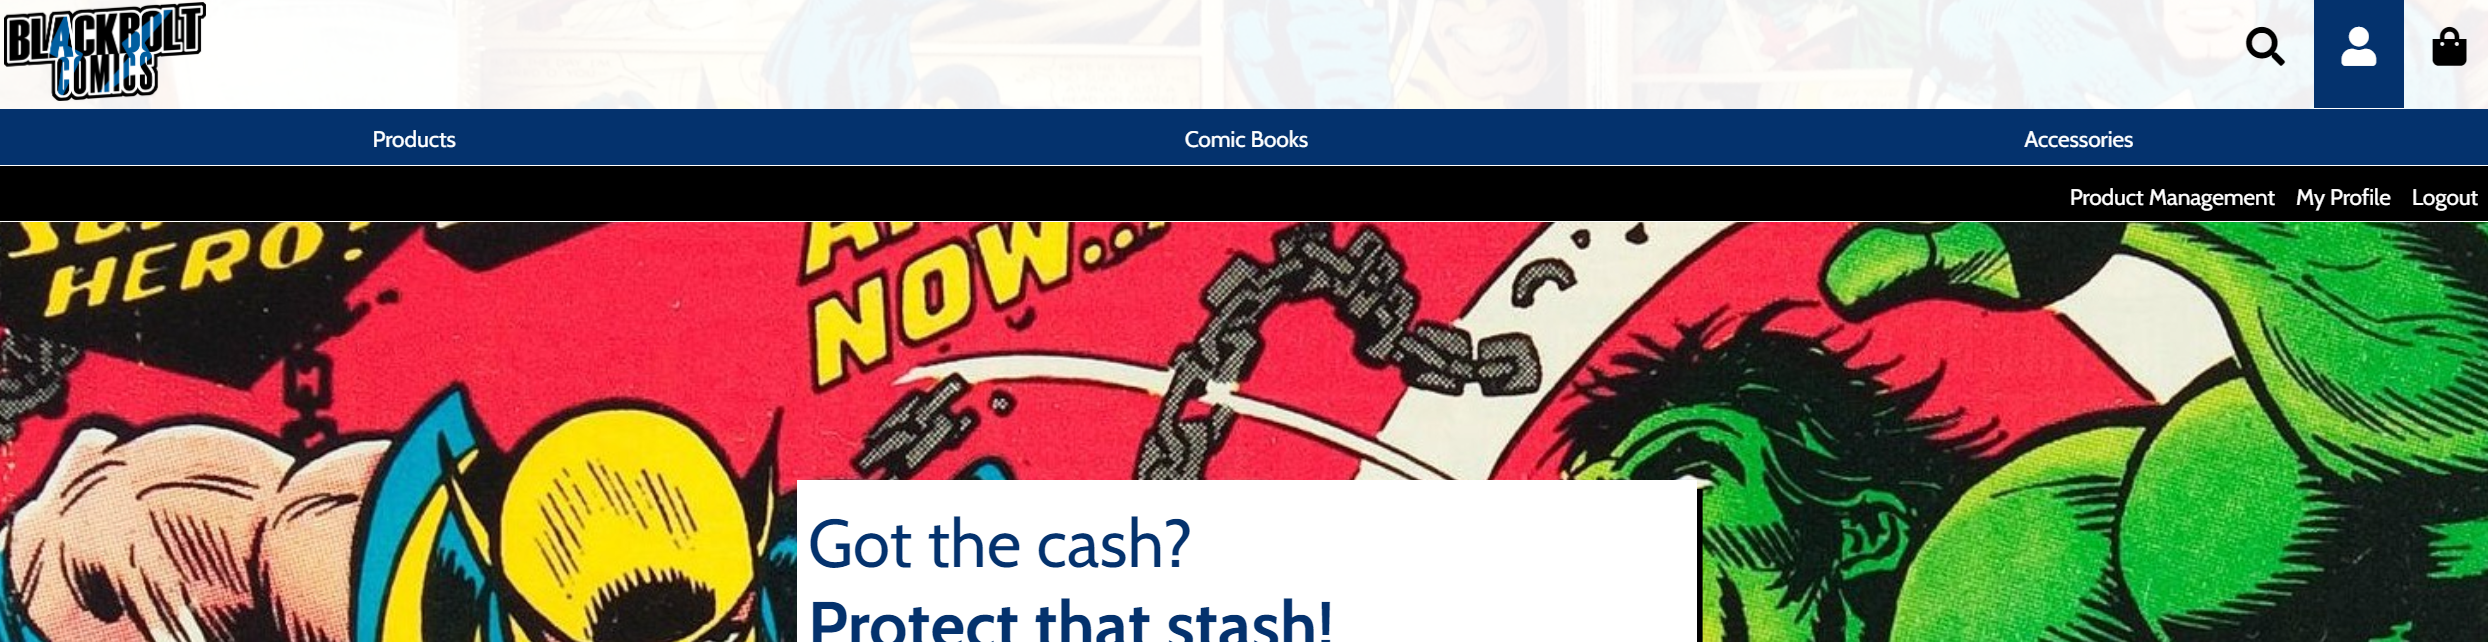 BLACKBOLT
COMICS
Products
Comic Books
Accessories
Product Management
My Profile
Logout
HERO!
NOW...
Got the cash?
Protect that stash!